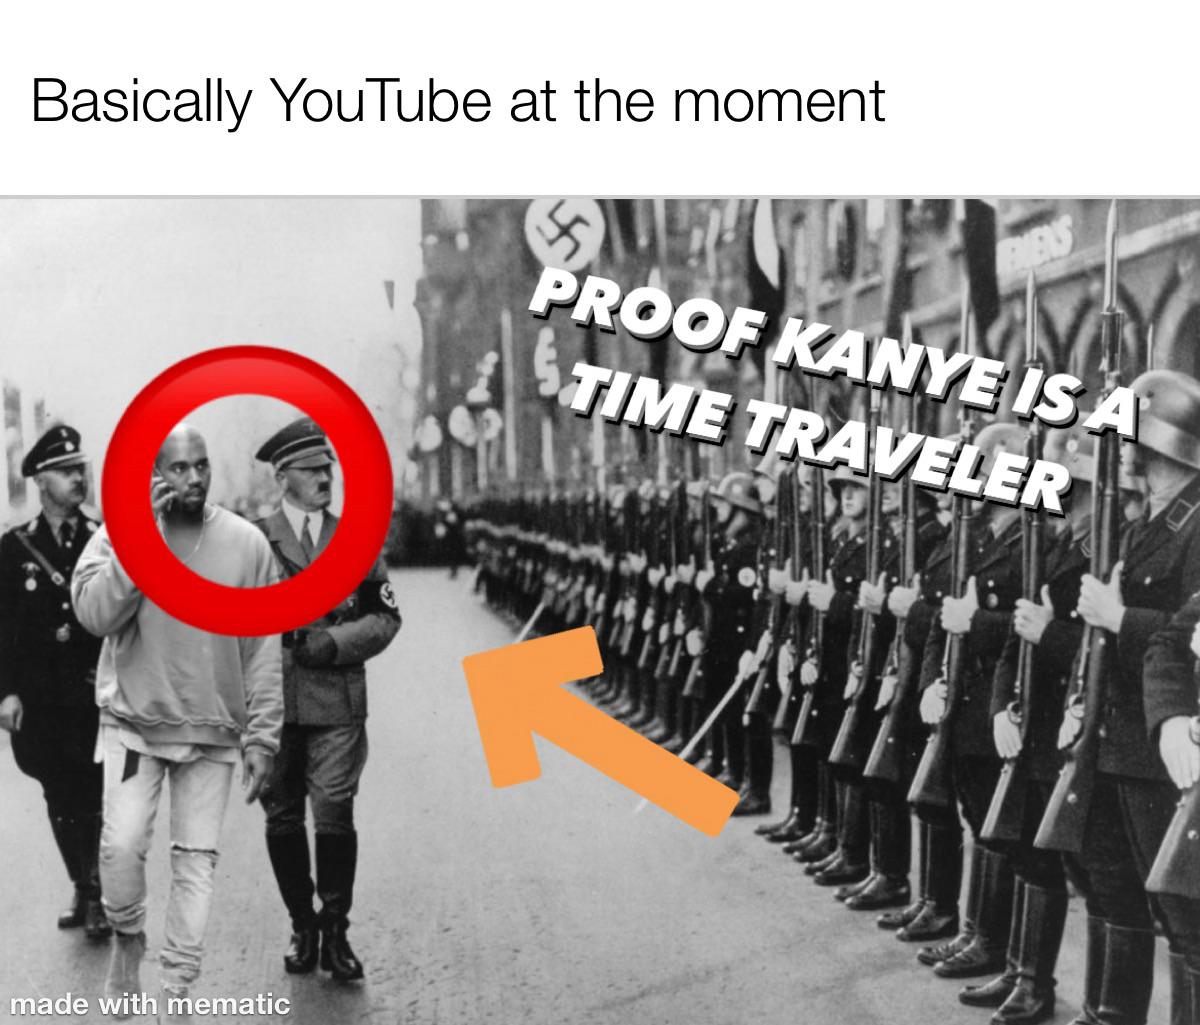 Basically YouTube at the moment
PROOF KANYE IS A
TIME TRAVELER
made with mematic